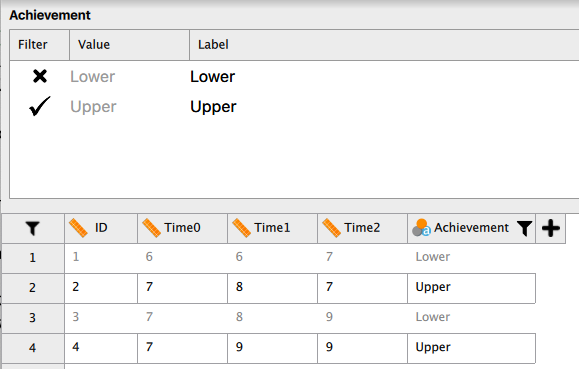 Achievement
Filter Value Label
Lower Lower
Upper Upper
ID Time0 Time1 Time2 a Achievement
1 1 6 6 7 Lower
2 2 7 8 7 Upper
3 3 7 8 9 Lower
4 4 7 9 9 Upper